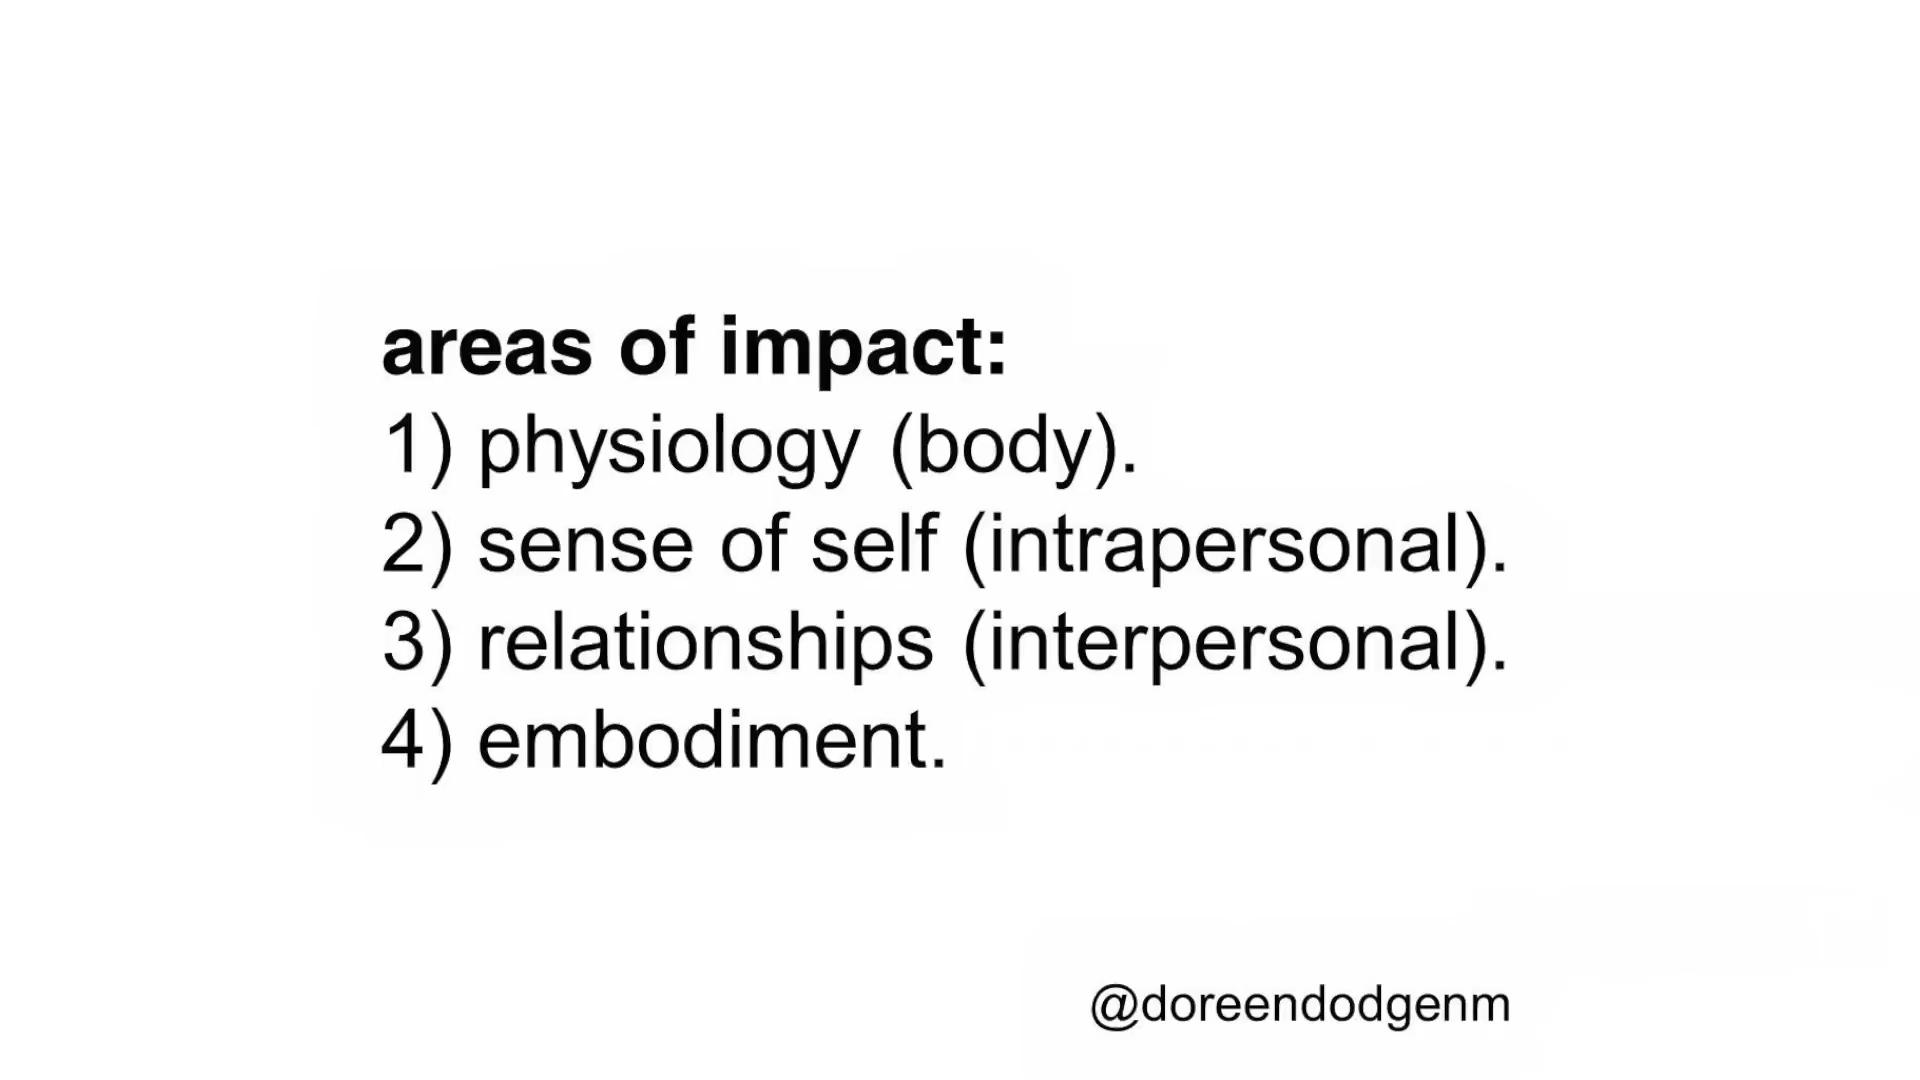 areas of impact:
1) physiology (body).
2) sense of self (intrapersonal).
3) relationships (interpersonal).
4) embodiment.
@doreendodgenm